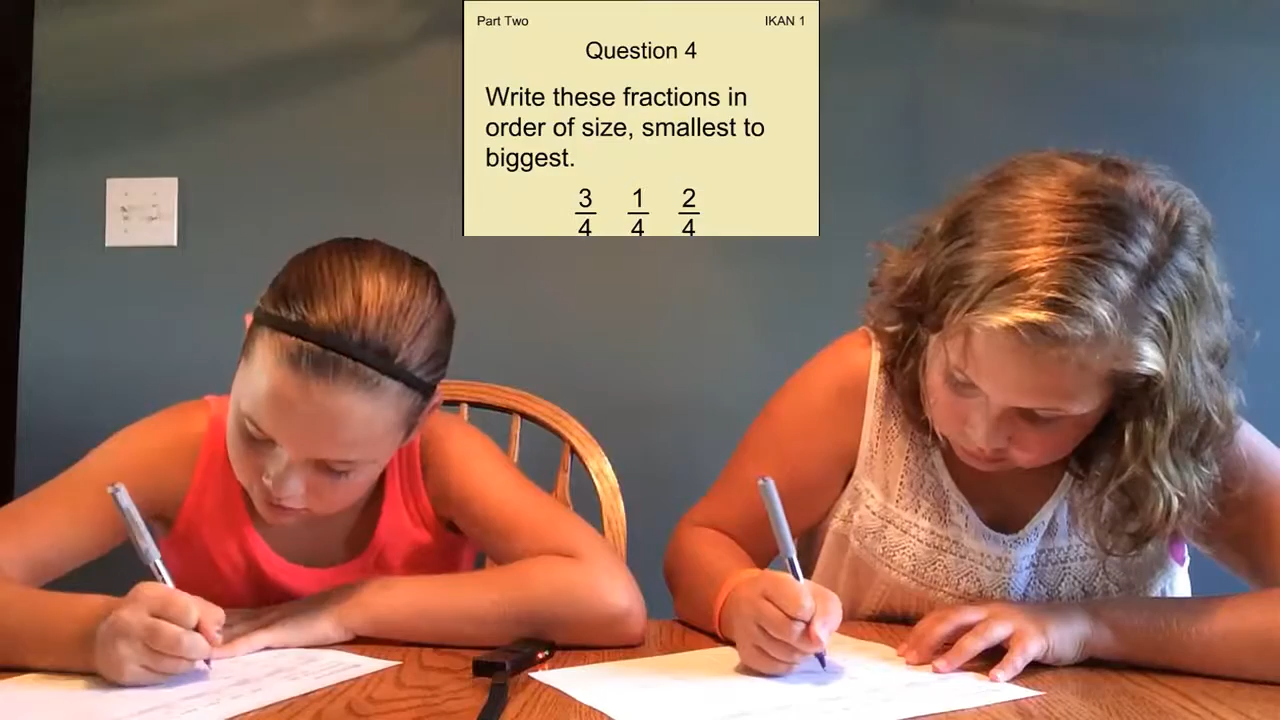 Part Two IKAN 1
Question 4
Write these fractions in
order of size, smallest to
biggest.
3/4 1/4 2/4